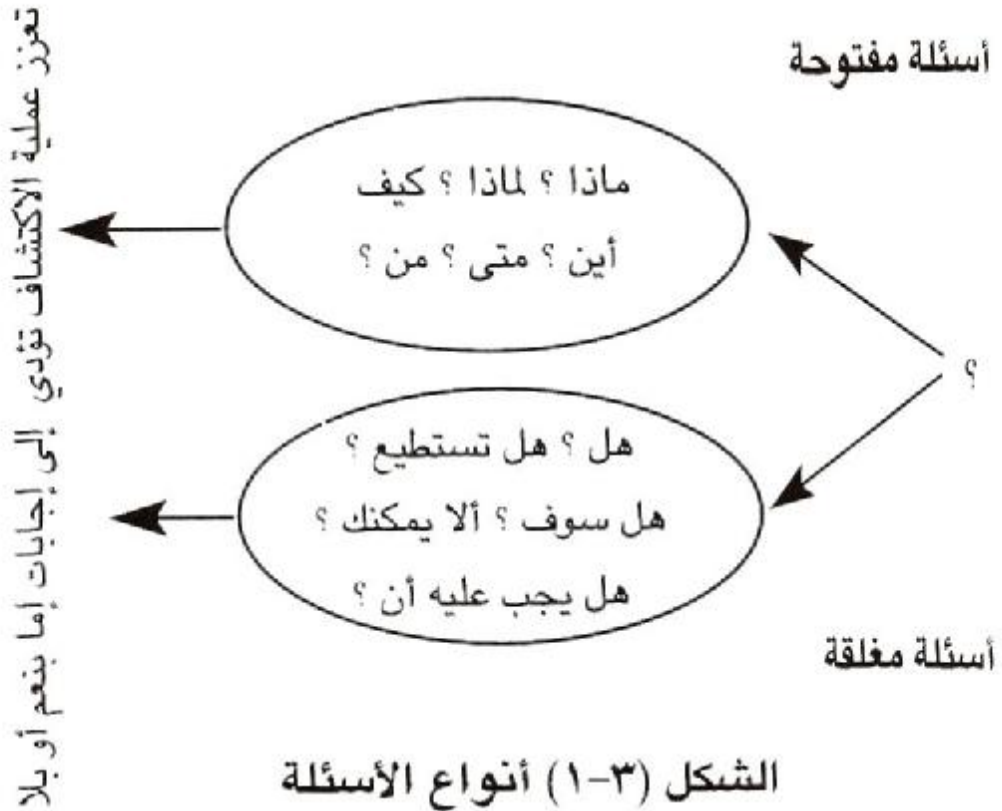 أسئلة مفتوحة
ماذا ؟ لماذا ؟ كيف
أين ؟ متى ؟ من ؟
تعزز عملية الاكتشاف
؟
هل ؟ هل تستطيع ؟
هل سوف ؟ ألا يمكنك ؟
هل يجب عليه أن ؟
تؤدي إلى إجابات إما بنعم أو بلا
أسئلة مغلقة
الشكل (٣-١) أنواع الأسئلة